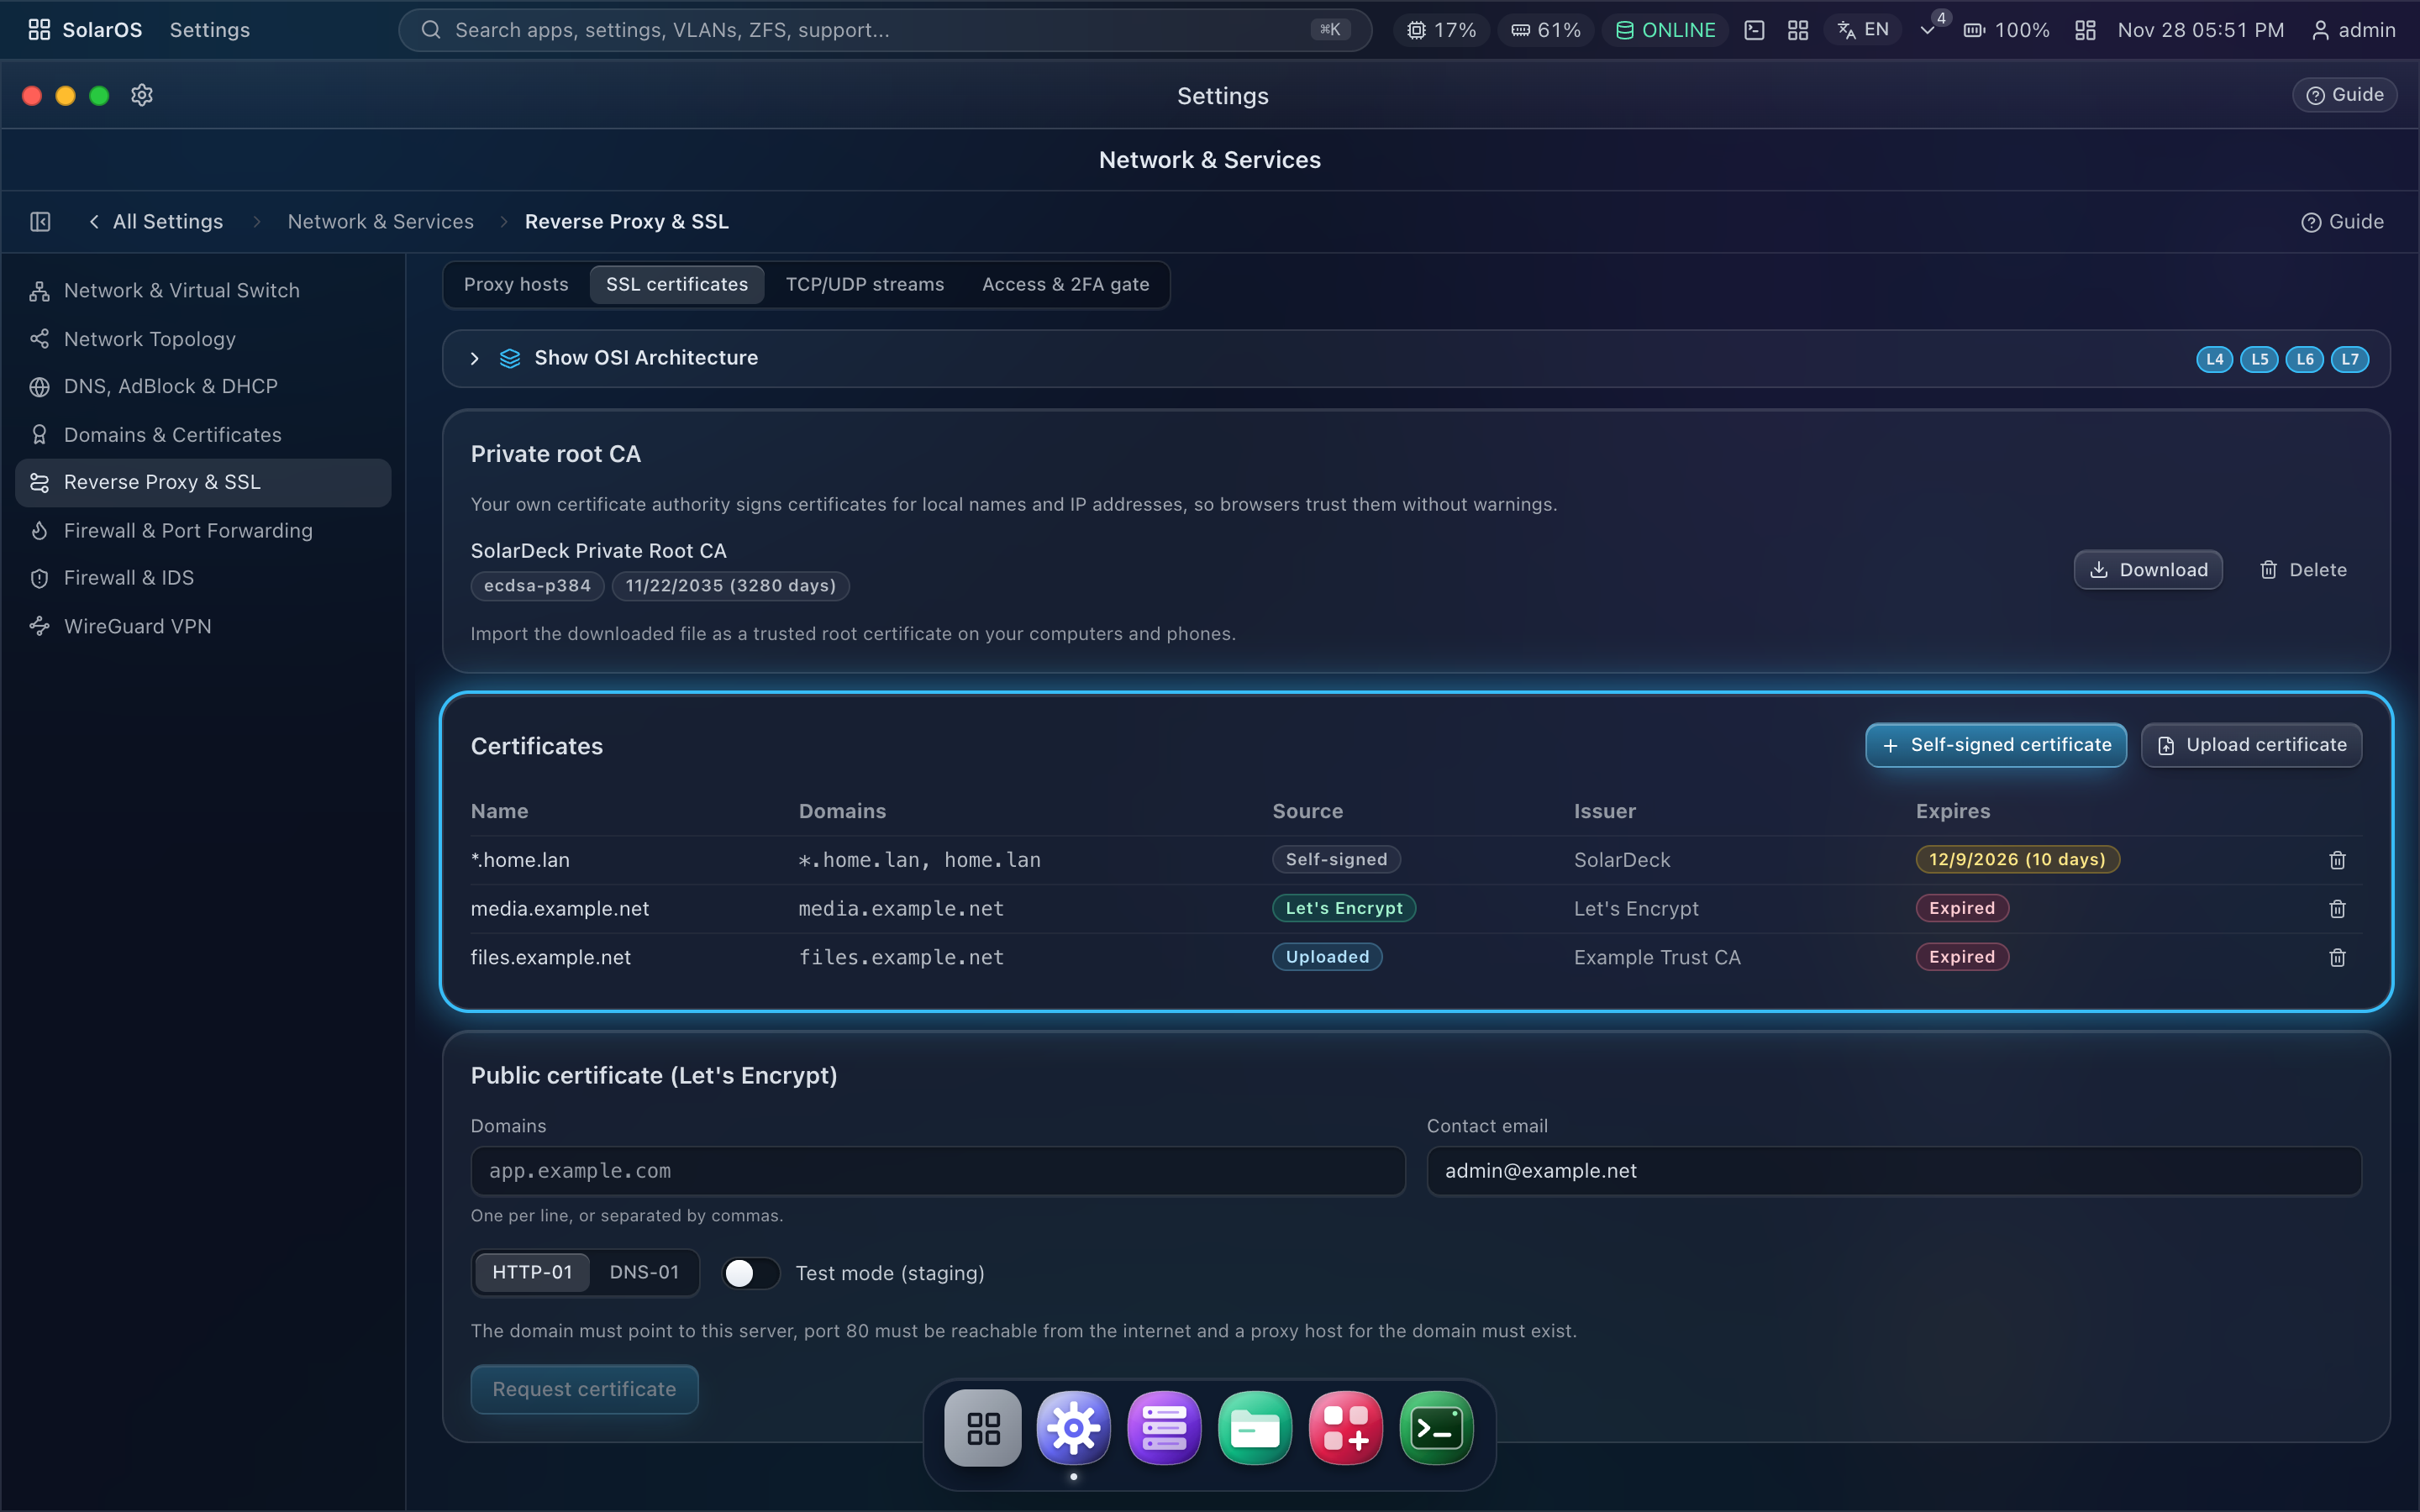 SolarOS Settings Search apps, settings, VLANs, ZFS, support... ⌘K 17% 61% ONLINE EN 4 100% Nov 28 05:51 PM admin
Settings Guide
Network & Services
All Settings Network & Services Reverse Proxy & SSL Guide
Network & Virtual Switch
Network Topology
DNS, AdBlock & DHCP
Domains & Certificates
Reverse Proxy & SSL
Firewall & Port Forwarding
Firewall & IDS
WireGuard VPN
Proxy hosts SSL certificates TCP/UDP streams Access & 2FA gate
Show OSI Architecture L4 L5 L6 L7
Private root CA
Your own certificate authority signs certificates for local names and IP addresses, so browsers trust them without warnings.
SolarDeck Private Root CA
ecdsa-p384 11/22/2035 (3280 days)
Download Delete
Import the downloaded file as a trusted root certificate on your computers and phones.
Certificates Self-signed certificate Upload certificate
Name Domains Source Issuer Expires
*.home.lan *.home.lan, home.lan Self-signed SolarDeck 12/9/2026 (10 days)
media.example.net media.example.net Let's Encrypt Let's Encrypt Expired
files.example.net files.example.net Uploaded Example Trust CA Expired
Public certificate (Let's Encrypt)
Domains Contact email
app.example.com admin@example.net
One per line, or separated by commas.
HTTP-01 DNS-01 Test mode (staging)
The domain must point to this server, port 80 must be reachable from the internet and a proxy host for the domain must exist.
Request certificate